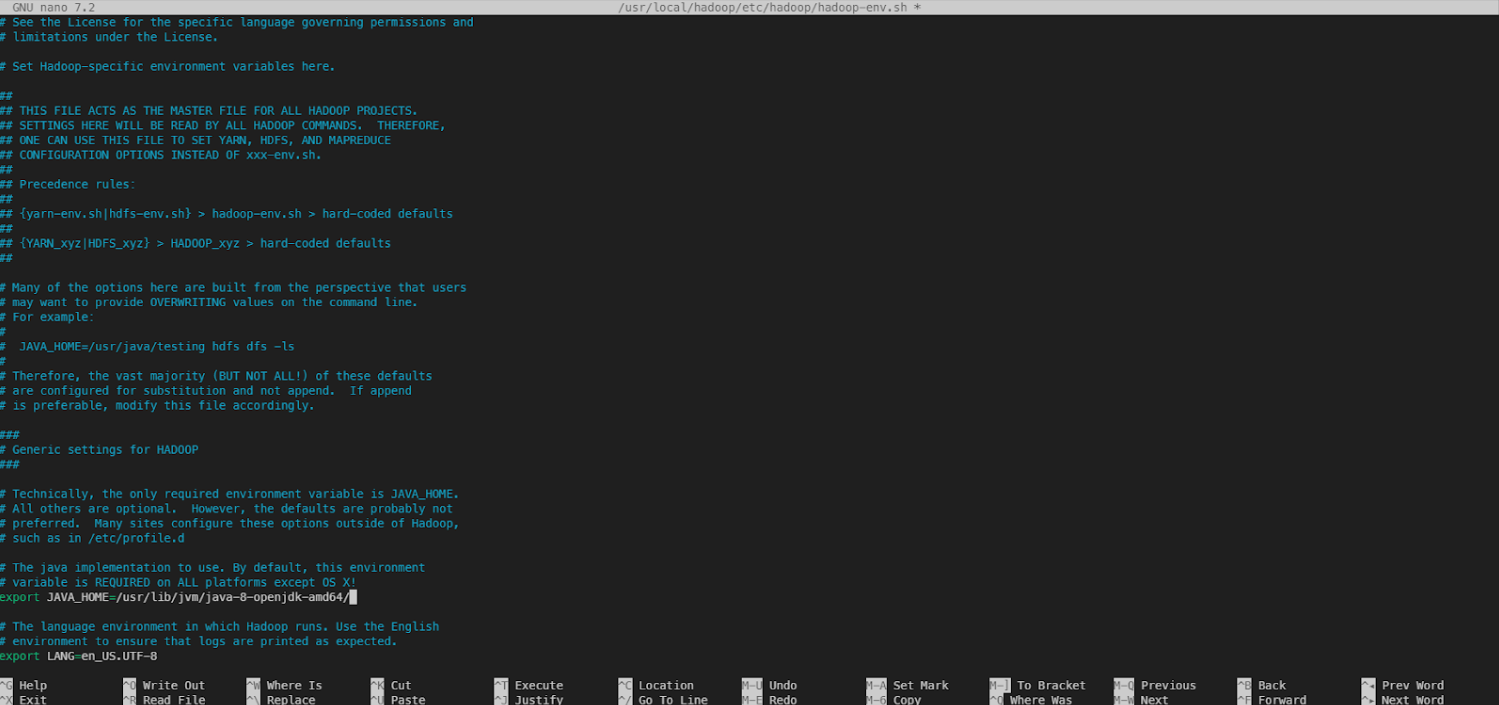 GNU nano 7.2 /usr/local/hadoop/etc/hadoop/hadoop-env.sh *
# See the License for the specific language governing permissions and
# limitations under the License.
# Set Hadoop-specific environment variables here.
##
## THIS FILE ACTS AS THE MASTER FILE FOR ALL HADOOP PROJECTS.
## SETTINGS HERE WILL BE READ BY ALL HADOOP COMMANDS.  THEREFORE,
## ONE CAN USE THIS FILE TO SET YARN, HDFS, AND MAPREDUCE
## CONFIGURATION OPTIONS INSTEAD OF xxx-env.sh.
##
## Precedence rules:
##
## {yarn-env.sh|hdfs-env.sh} > hadoop-env.sh > hard-coded defaults
##
## {YARN_xyz|HDFS_xyz} > HADOOP_xyz > hard-coded defaults
##
# Many of the options here are built from the perspective that users
# may want to provide OVERWRITING values on the command line.
# For example:
#
#  JAVA_HOME=/usr/java/testing hdfs dfs -ls
#
# Therefore, the vast majority (BUT NOT ALL!) of these defaults
# are configured for substitution and not append.  If append
# is preferable, modify this file accordingly.
###
# Generic settings for HADOOP
###
# Technically, the only required environment variable is JAVA_HOME.
# All others are optional.  However, the defaults are probably not
# preferred.  Many sites configure these options outside of Hadoop,
# such as in /etc/profile.d
# The java implementation to use. By default, this environment
# variable is REQUIRED on ALL platforms except OS X!
export JAVA_HOME=/usr/lib/jvm/java-8-openjdk-amd64/
# The language environment in which Hadoop runs. Use the English
# environment to ensure that logs are printed as expected.
export LANG=en_US.UTF-8
^G Help ^O Write Out ^W Where Is ^K Cut ^T Execute ^C Location M-U Undo M-A Set Mark M-] To Bracket M-Q Previous ^B Back ^◂ Prev Word
^X Exit ^R Read File ^\ Replace ^U Paste ^J Justify ^/ Go To Line M-E Redo M-6 Copy ^Q Where Was M-W Next ^F Forward ^▸ Next Word